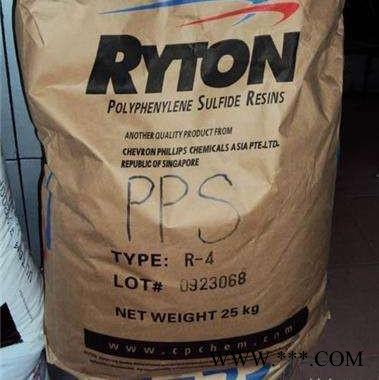 RYTON
POLYPHENYLENE SULFIDE RESINS
ANOTHER QUALITY PRODUCT FROM
CHEVRON PHILLIPS CHEMICALS ASIA PTE.LTD.
REPUBLIC OF SINGAPORE
PPS
TYPE: R-4
LOT# 0923068
NET WEIGHT 25 kg
www.cpchem.com
WWW.***.COM